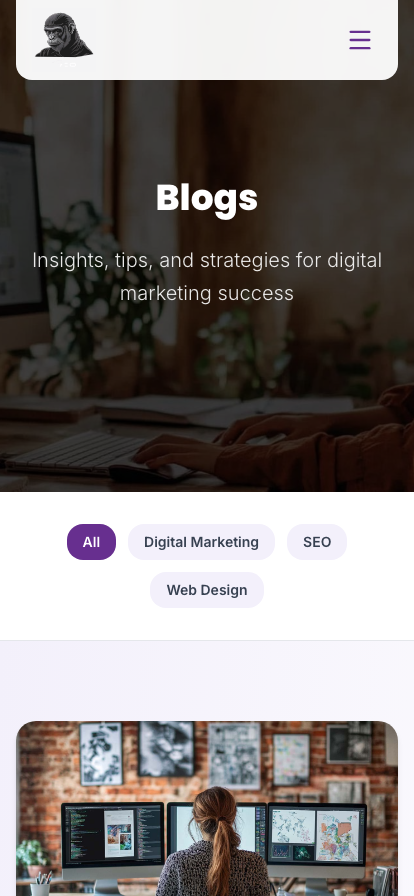 Blogs
Insights, tips, and strategies for digital
marketing success
All
Digital Marketing
SEO
Web Design